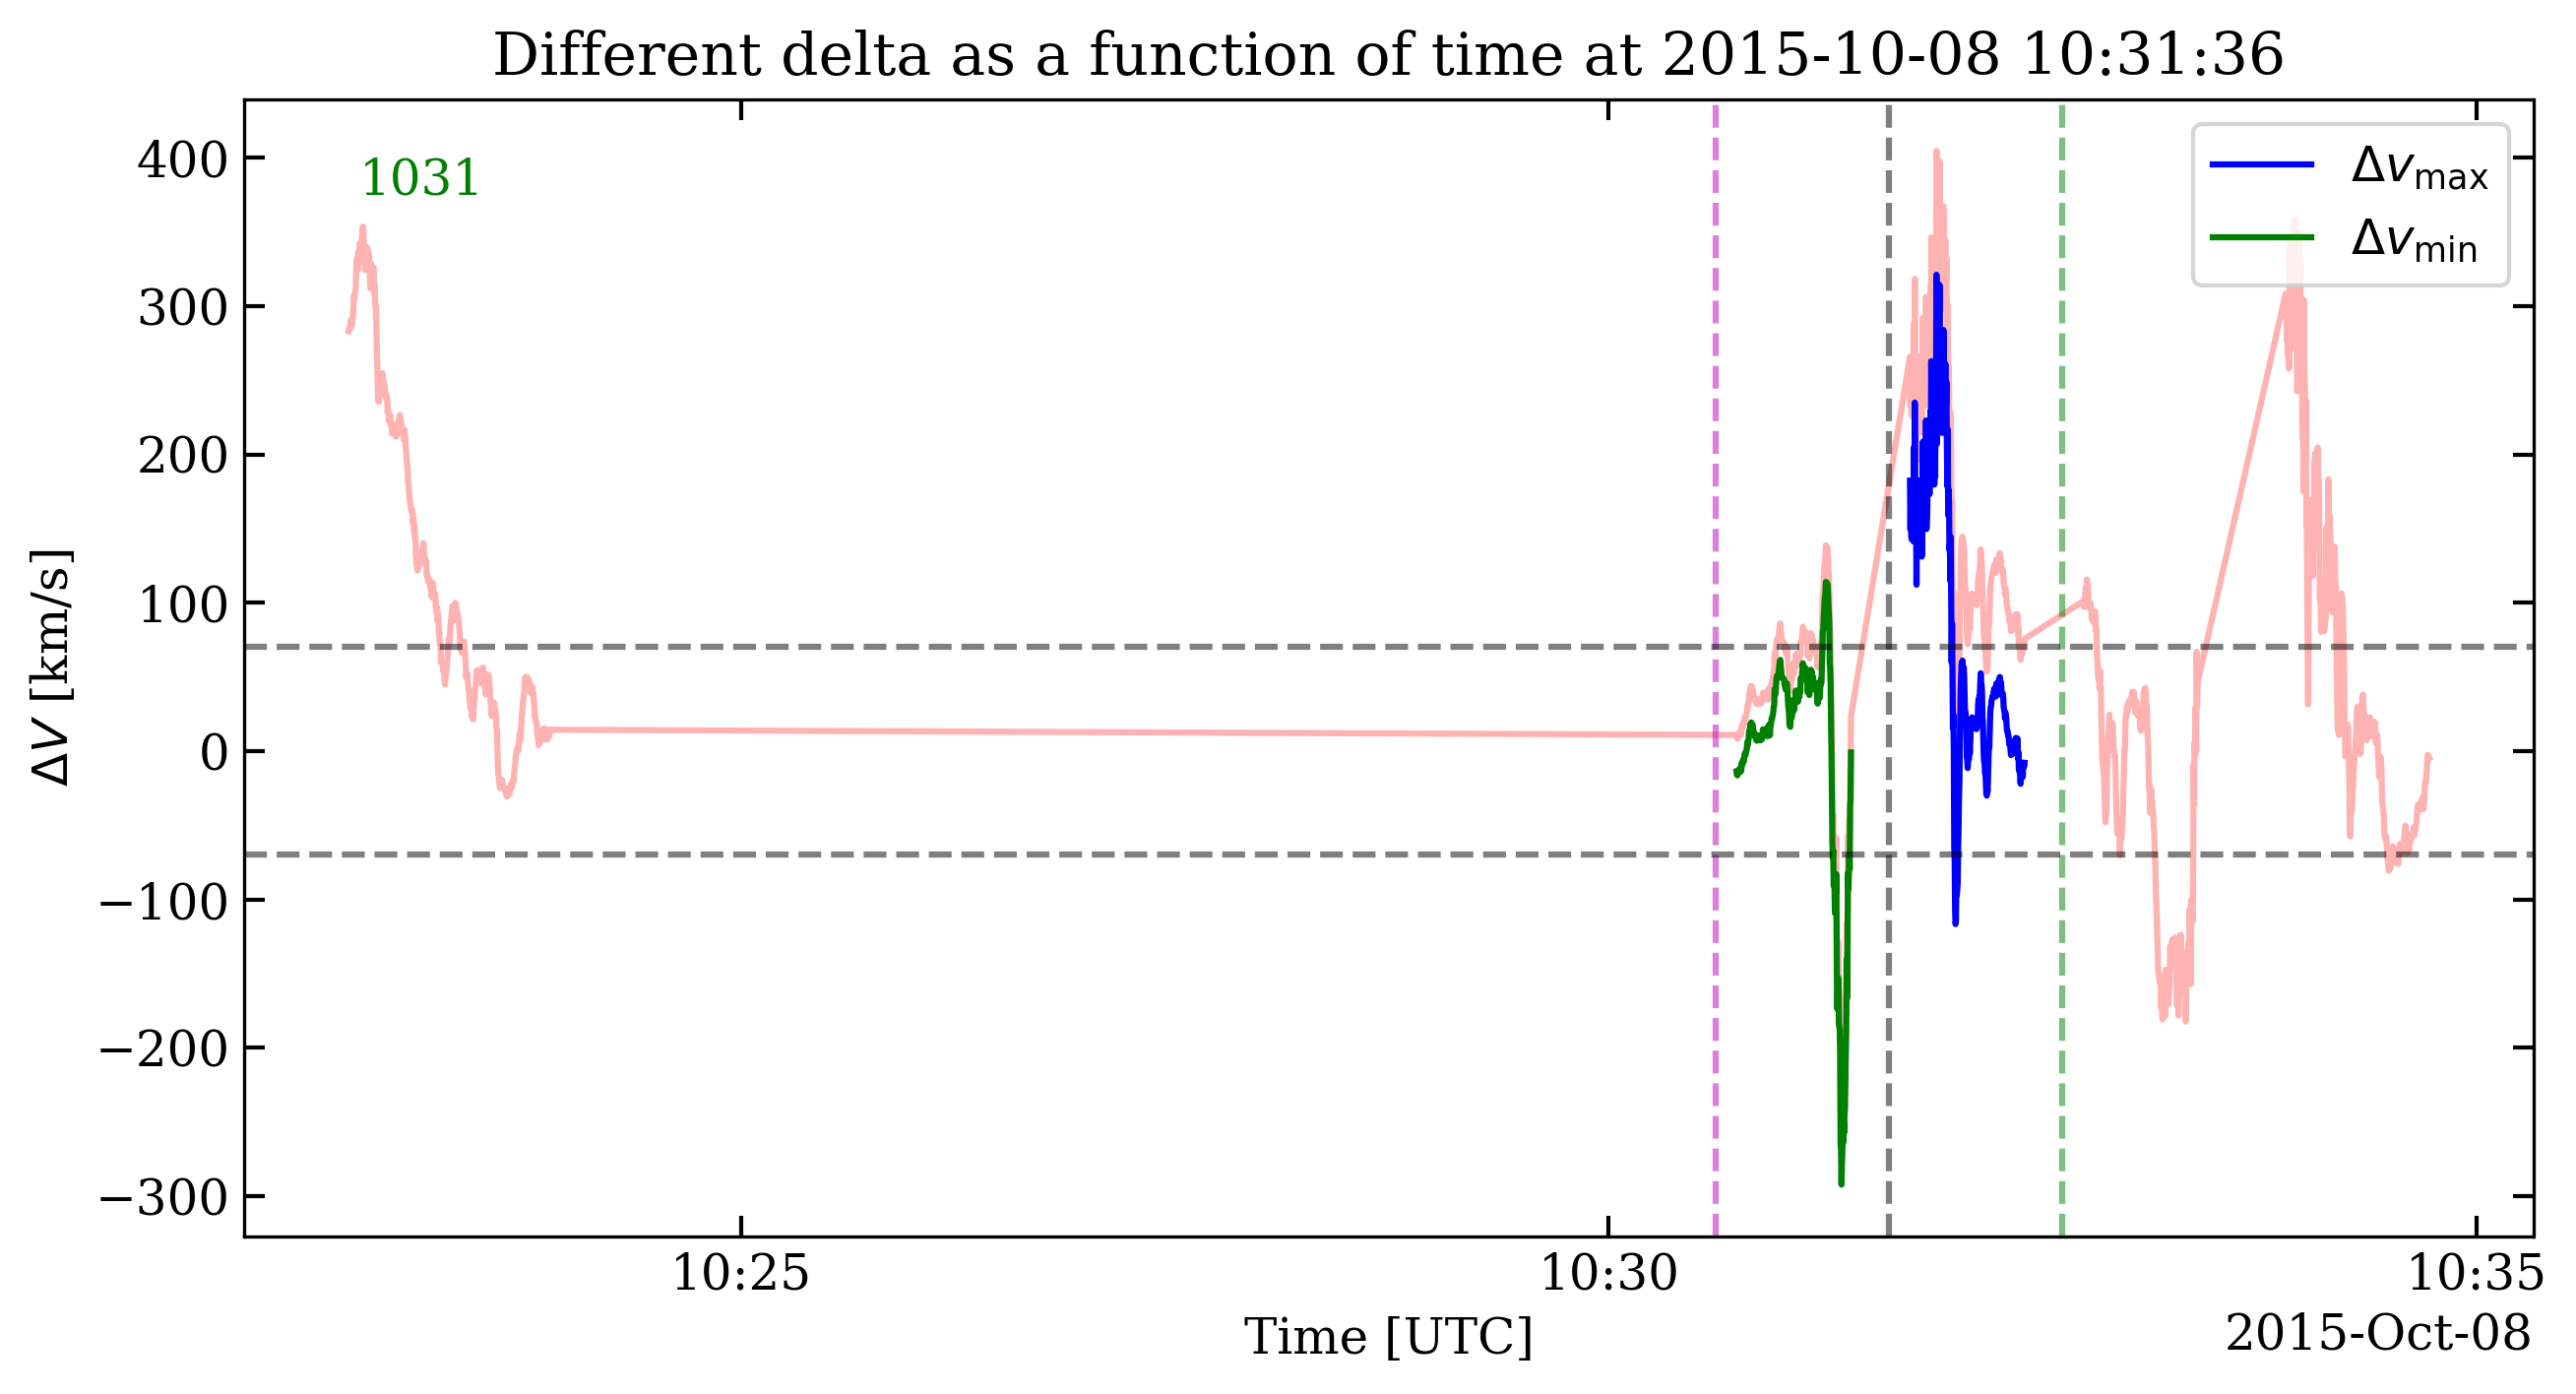 Different delta as a function of time at 2015-10-08 10:31:36
1031
Δv_max
Δv_min
400
300
200
100
0
−100
−200
−300
ΔV [km/s]
10:25
10:30
10:35
Time [UTC]
2015-Oct-08